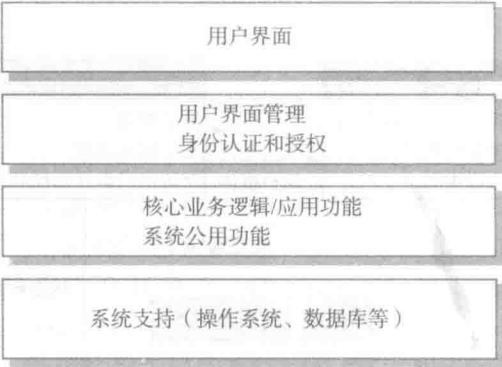 用户界面
用户界面管理
身份认证和授权
核心业务逻辑/应用功能
系统公用功能
系统支持（操作系统、数据库等）